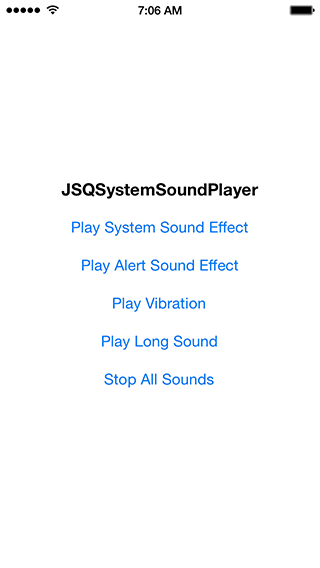 7:06 AM
JSQSystemSoundPlayer
Play System Sound Effect
Play Alert Sound Effect
Play Vibration
Play Long Sound
Stop All Sounds